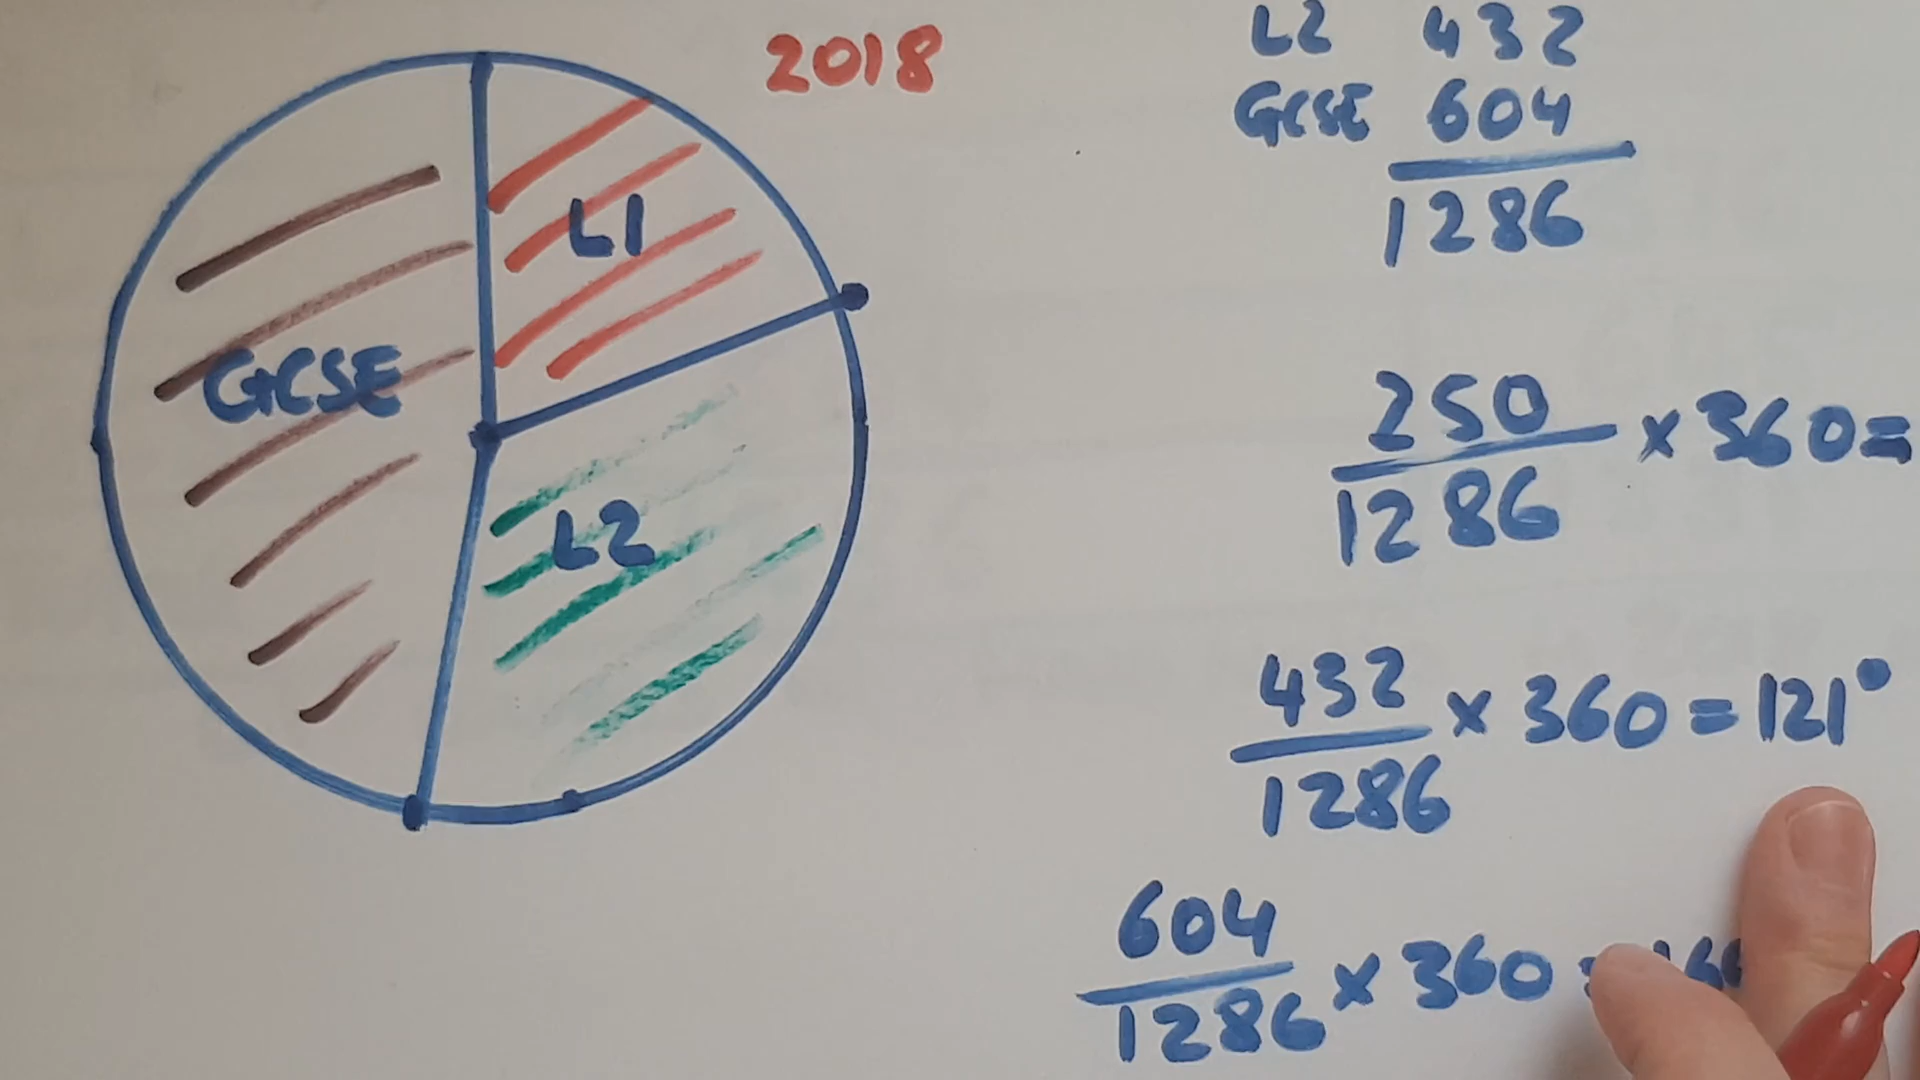 2018
L1
GCSE
L2
L2 432
GCSE 604
1286
250
1286
× 360 =
432
1286
× 360 = 121°
604
1286
× 360